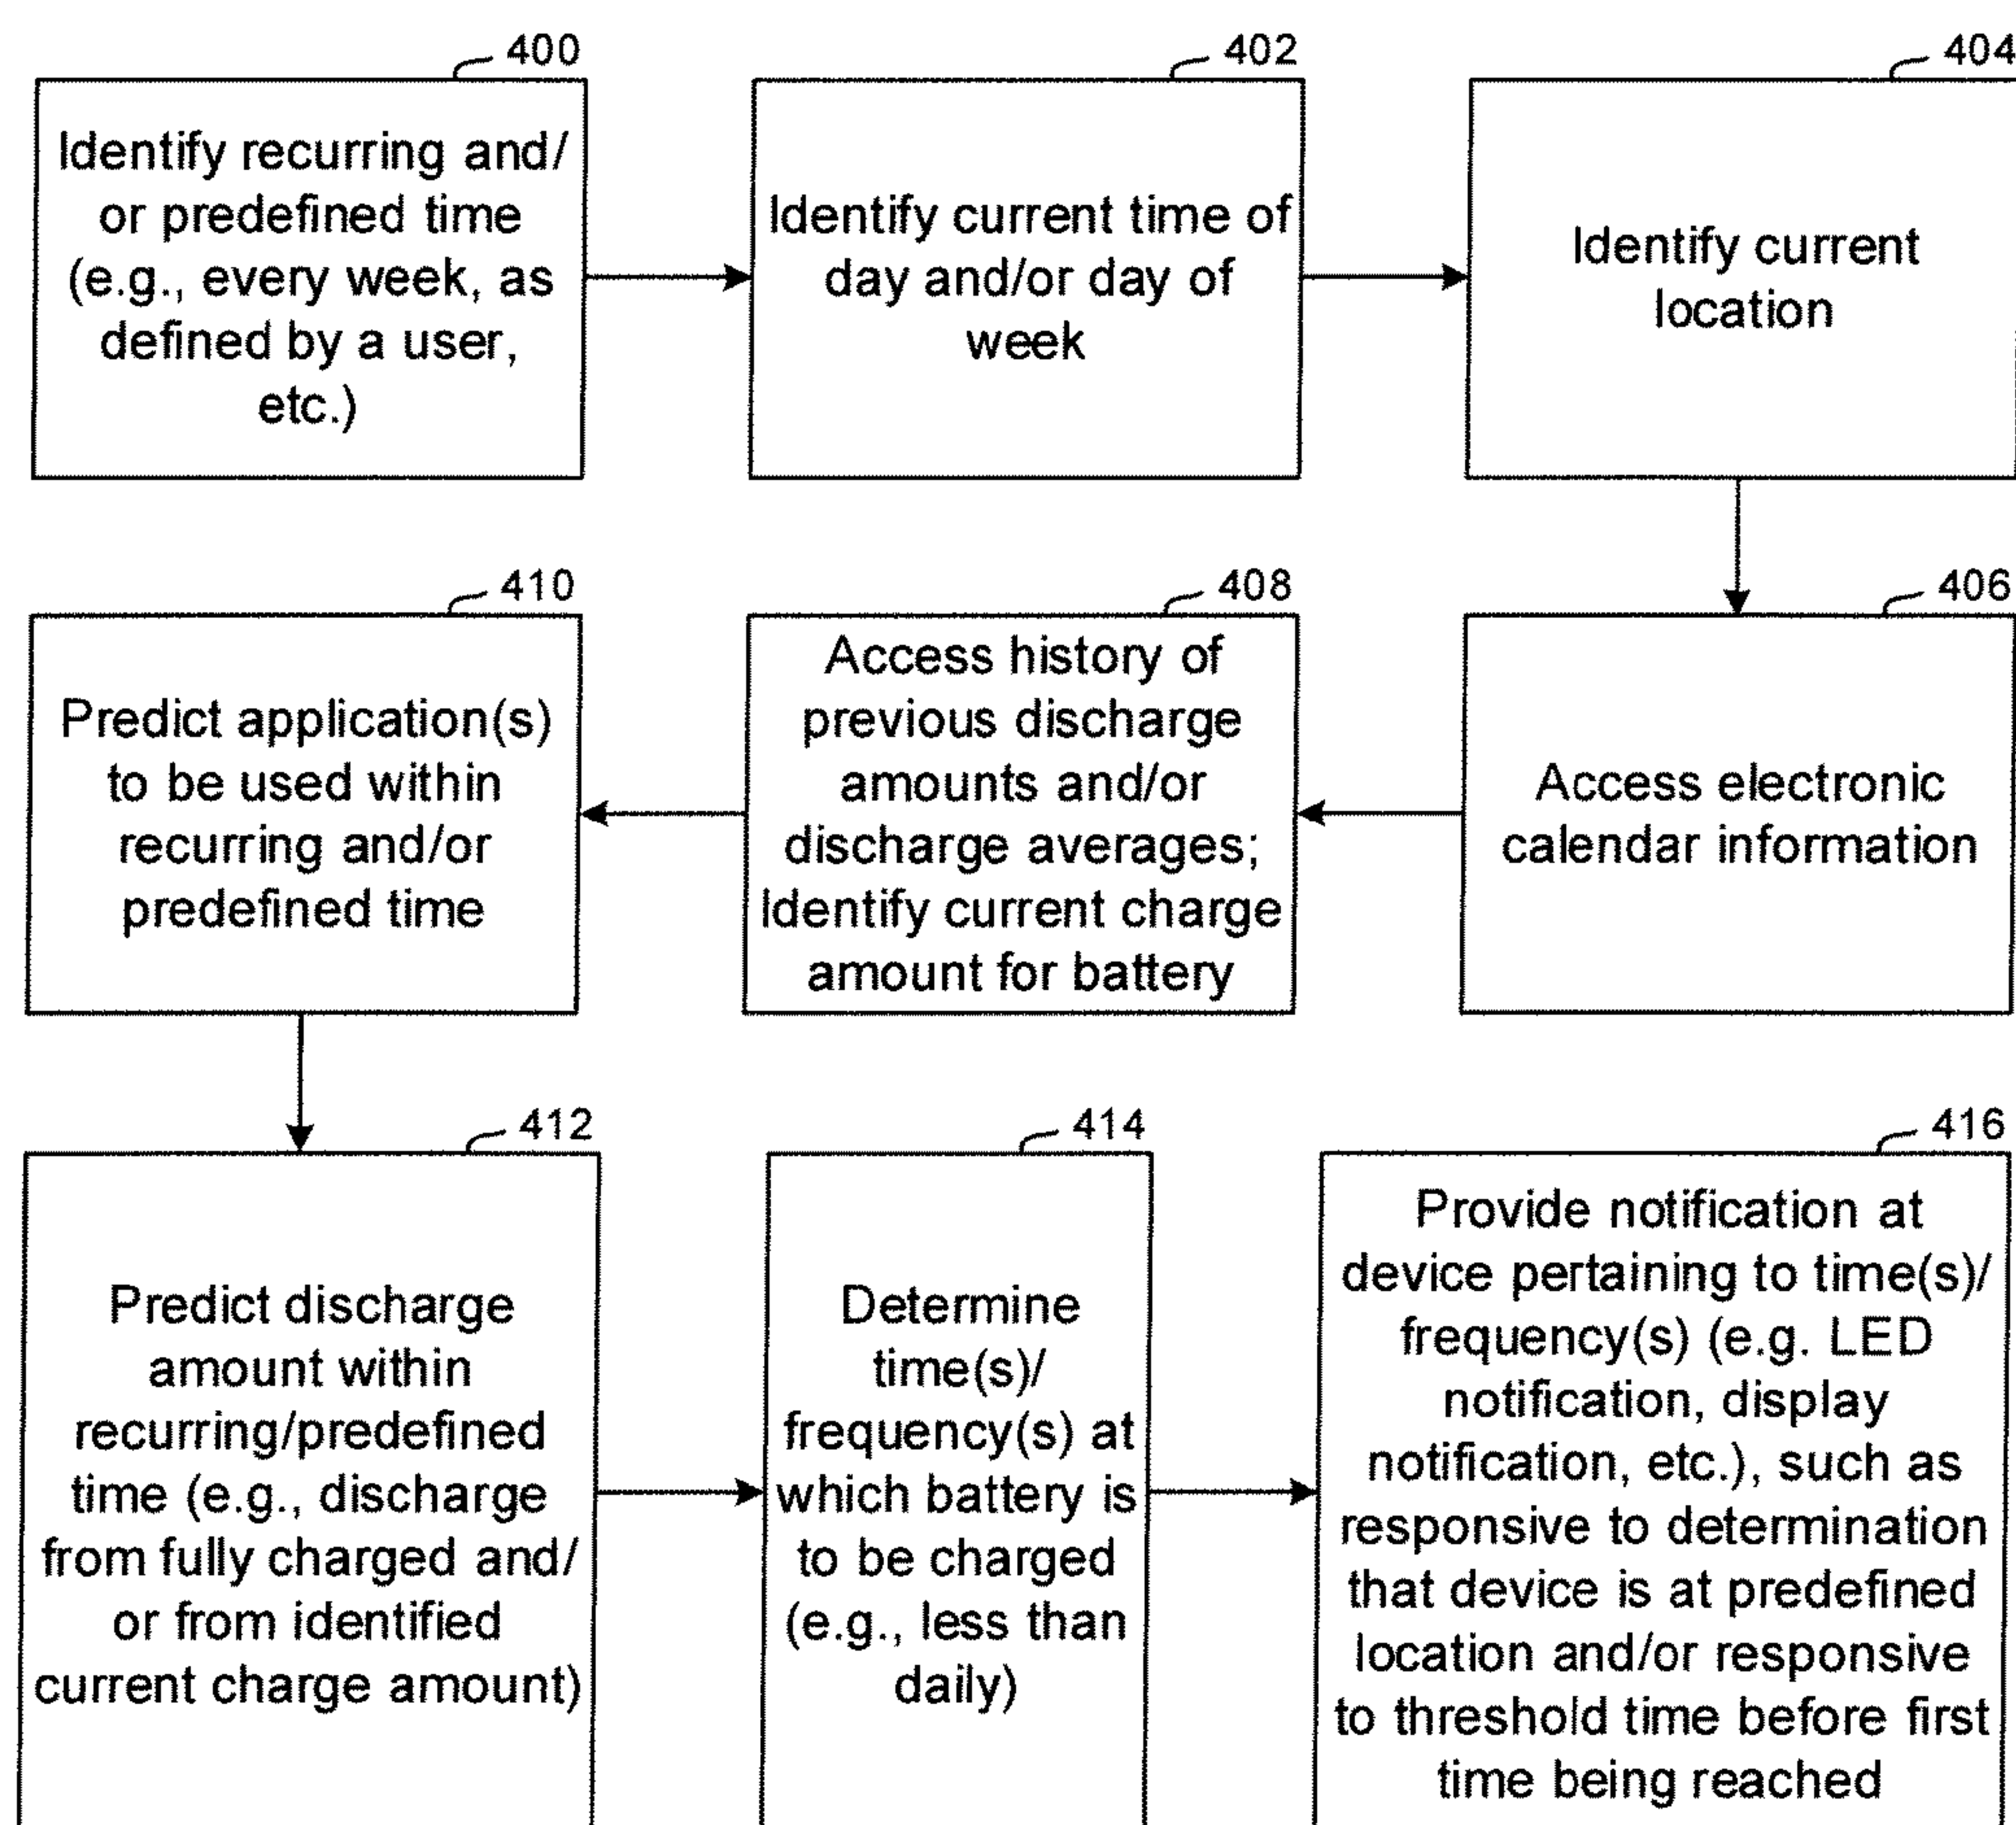 400
Identify recurring and/
or predefined time
(e.g., every week, as
defined by a user,
etc.)
402
Identify current time of
day and/or day of
week
404
Identify current
location
406
Access electronic
calendar information
408
Access history of
previous discharge
amounts and/or
discharge averages;
Identify current charge
amount for battery
410
Predict application(s)
to be used within
recurring and/or
predefined time
412
Predict discharge
amount within
recurring/predefined
time (e.g., discharge
from fully charged and/
or from identified
current charge amount)
414
Determine
time(s)/
frequency(s) at
which battery is
to be charged
(e.g., less than
daily)
416
Provide notification at
device pertaining to time(s)/
frequency(s) (e.g. LED
notification, display
notification, etc.), such as
responsive to determination
that device is at predefined
location and/or responsive
to threshold time before first
time being reached